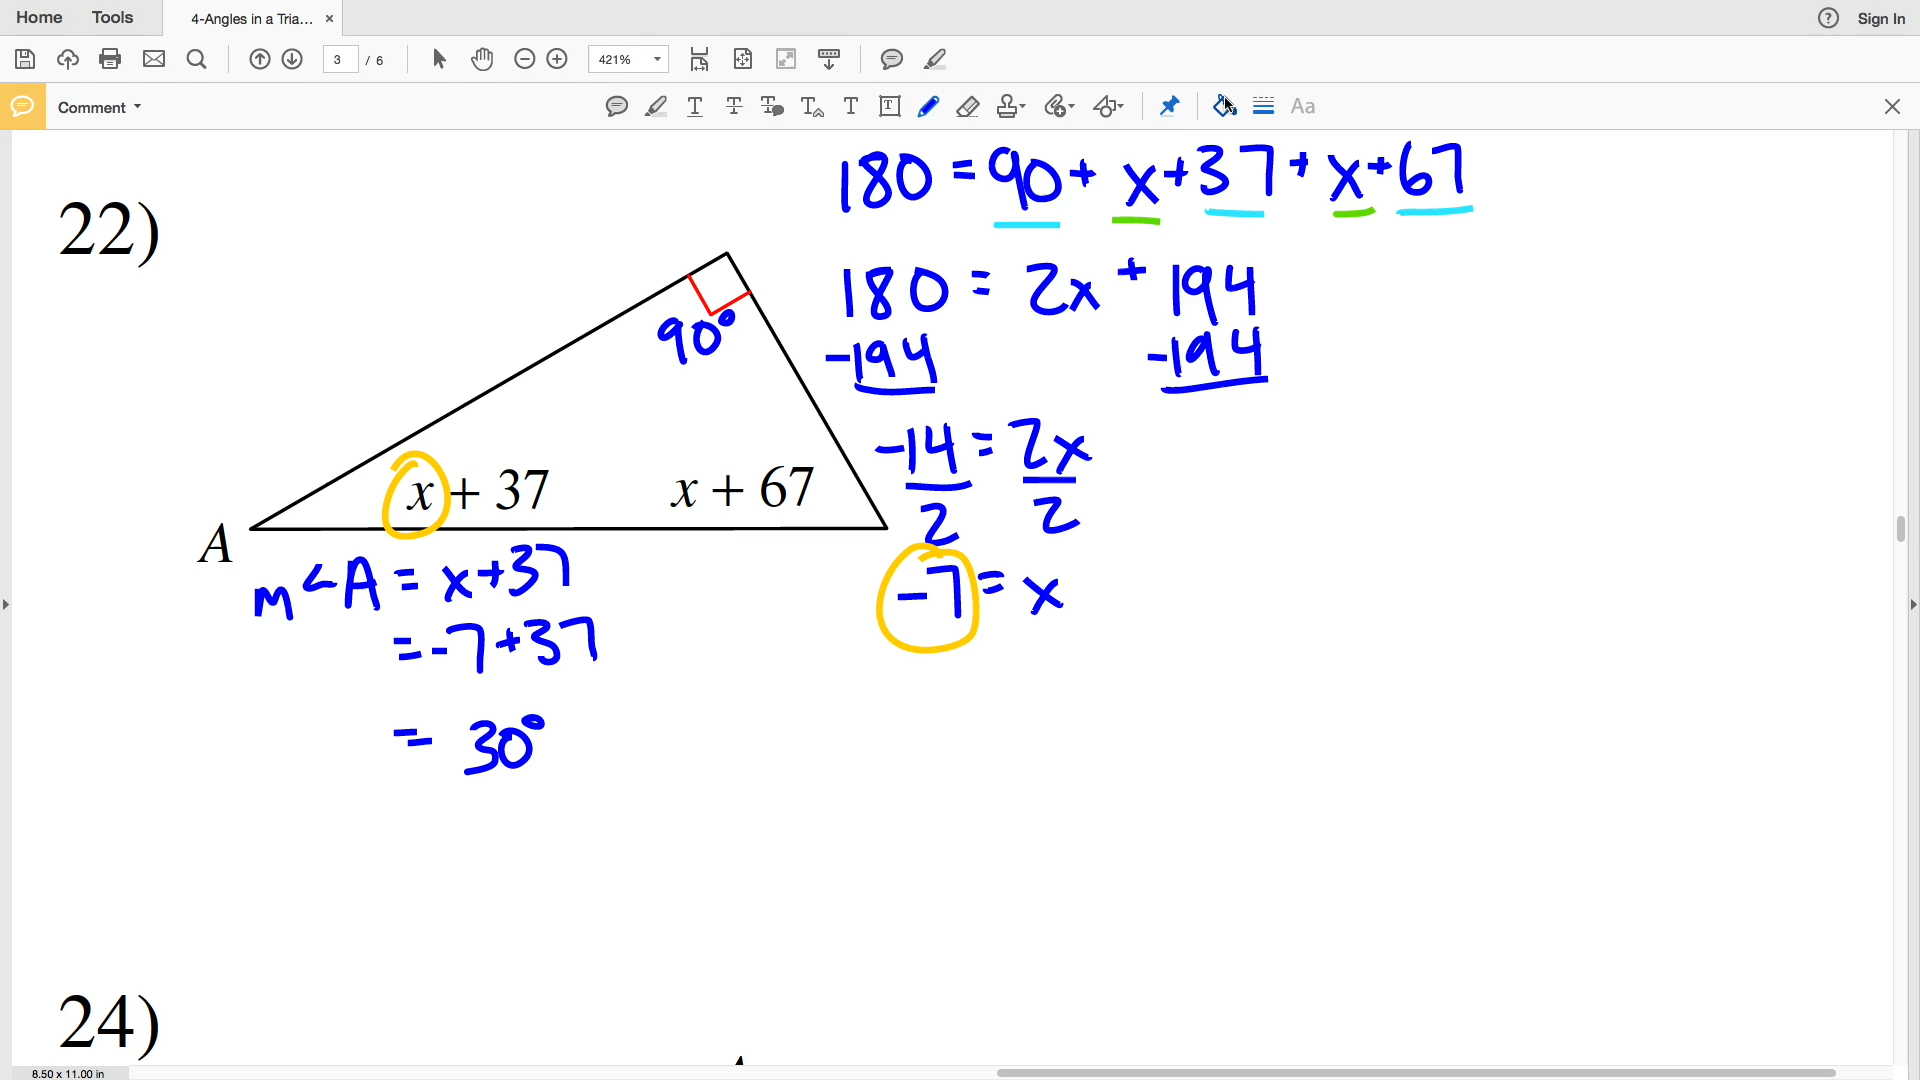 Home Tools 4-Angles in a Tria... × ? Sign In
3 / 6 421%
Comment T T T T T T Aa
22)
180 = 90 + x + 37 + x + 67
180 = 2x + 194
-194 -194
90°
-14 = 2x
2 2
-7 = x
x + 37 x + 67
A
m<A = x+37
= -7+37
= 30°
24)
8.50 x 11.00 in